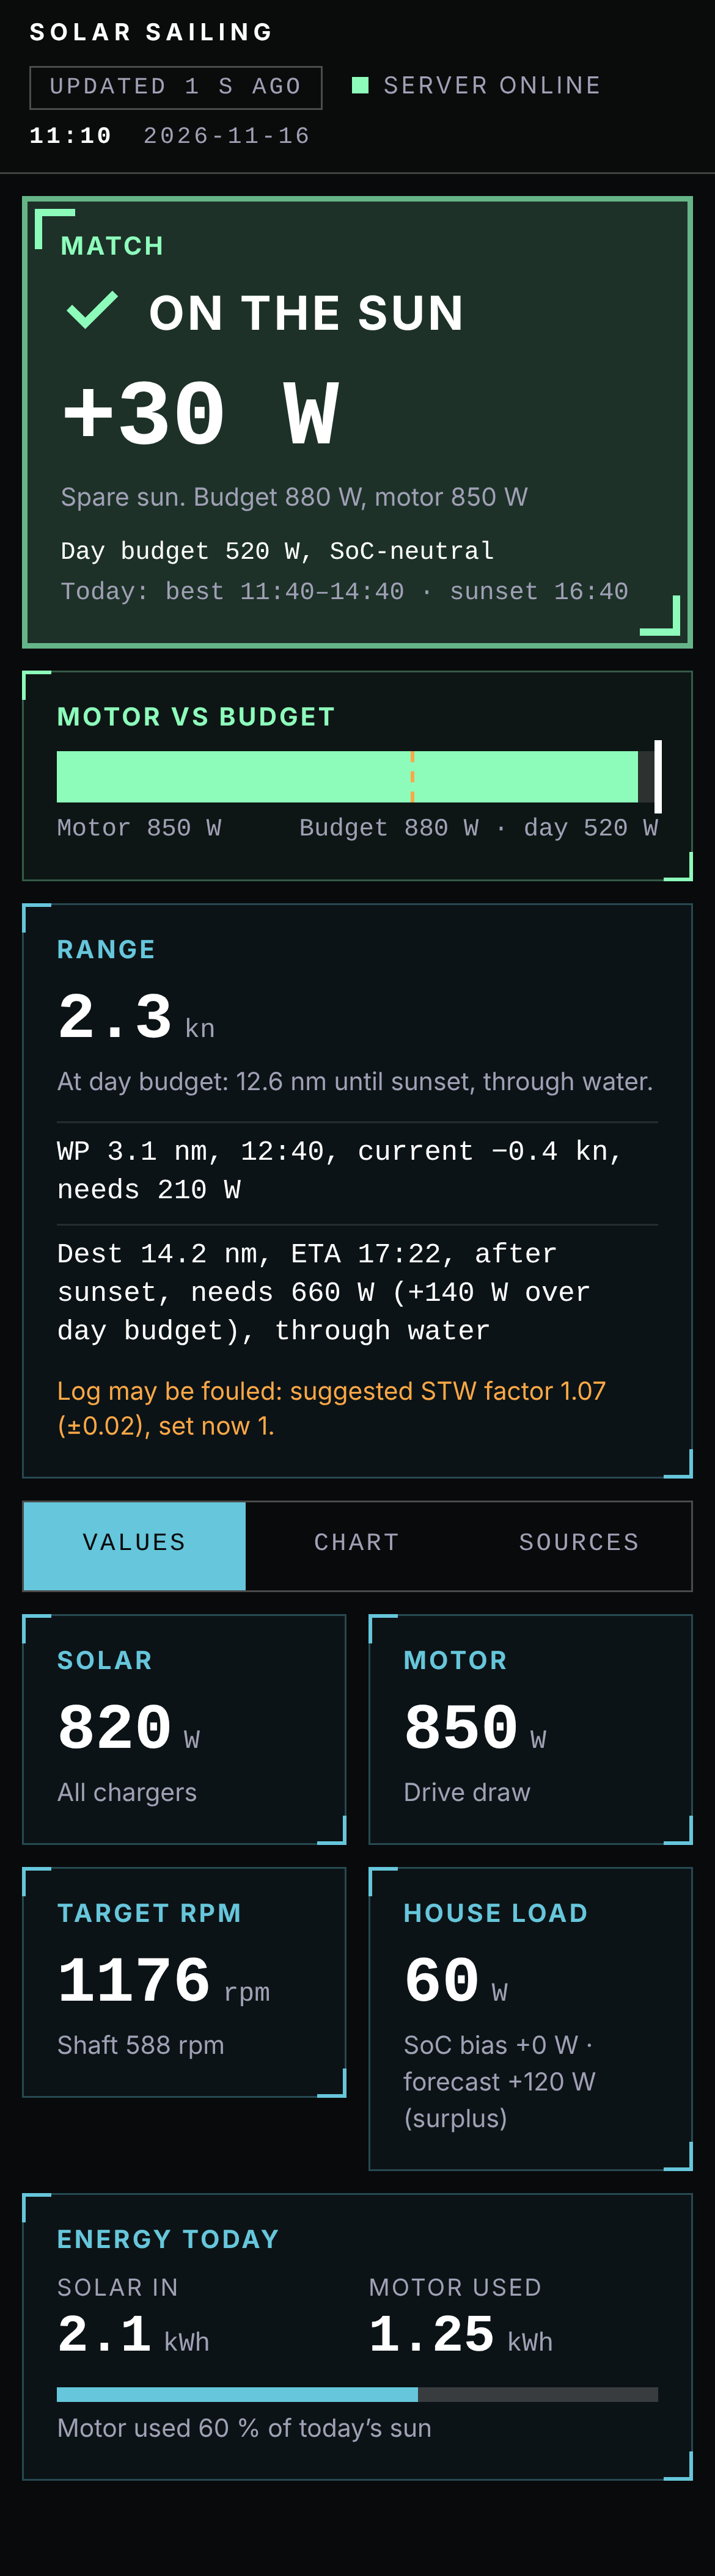 SOLAR SAILING
UPDATED 1 S AGO
SERVER ONLINE
11:10 2026-11-16
MATCH
ON THE SUN
+30 W
Spare sun. Budget 880 W, motor 850 W
Day budget 520 W, SoC-neutral
Today: best 11:40–14:40 · sunset 16:40
MOTOR VS BUDGET
Motor 850 W
Budget 880 W · day 520 W
RANGE
2.3 kn
At day budget: 12.6 nm until sunset, through water.
WP 3.1 nm, 12:40, current −0.4 kn,
needs 210 W
Dest 14.2 nm, ETA 17:22, after
sunset, needs 660 W (+140 W over
day budget), through water
Log may be fouled: suggested STW factor 1.07
(±0.02), set now 1.
VALUES
CHART
SOURCES
SOLAR
820 W
All chargers
MOTOR
850 W
Drive draw
TARGET RPM
1176 rpm
Shaft 588 rpm
HOUSE LOAD
60 W
SoC bias +0 W ·
forecast +120 W
(surplus)
ENERGY TODAY
SOLAR IN
2.1 kWh
MOTOR USED
1.25 kWh
Motor used 60 % of today’s sun